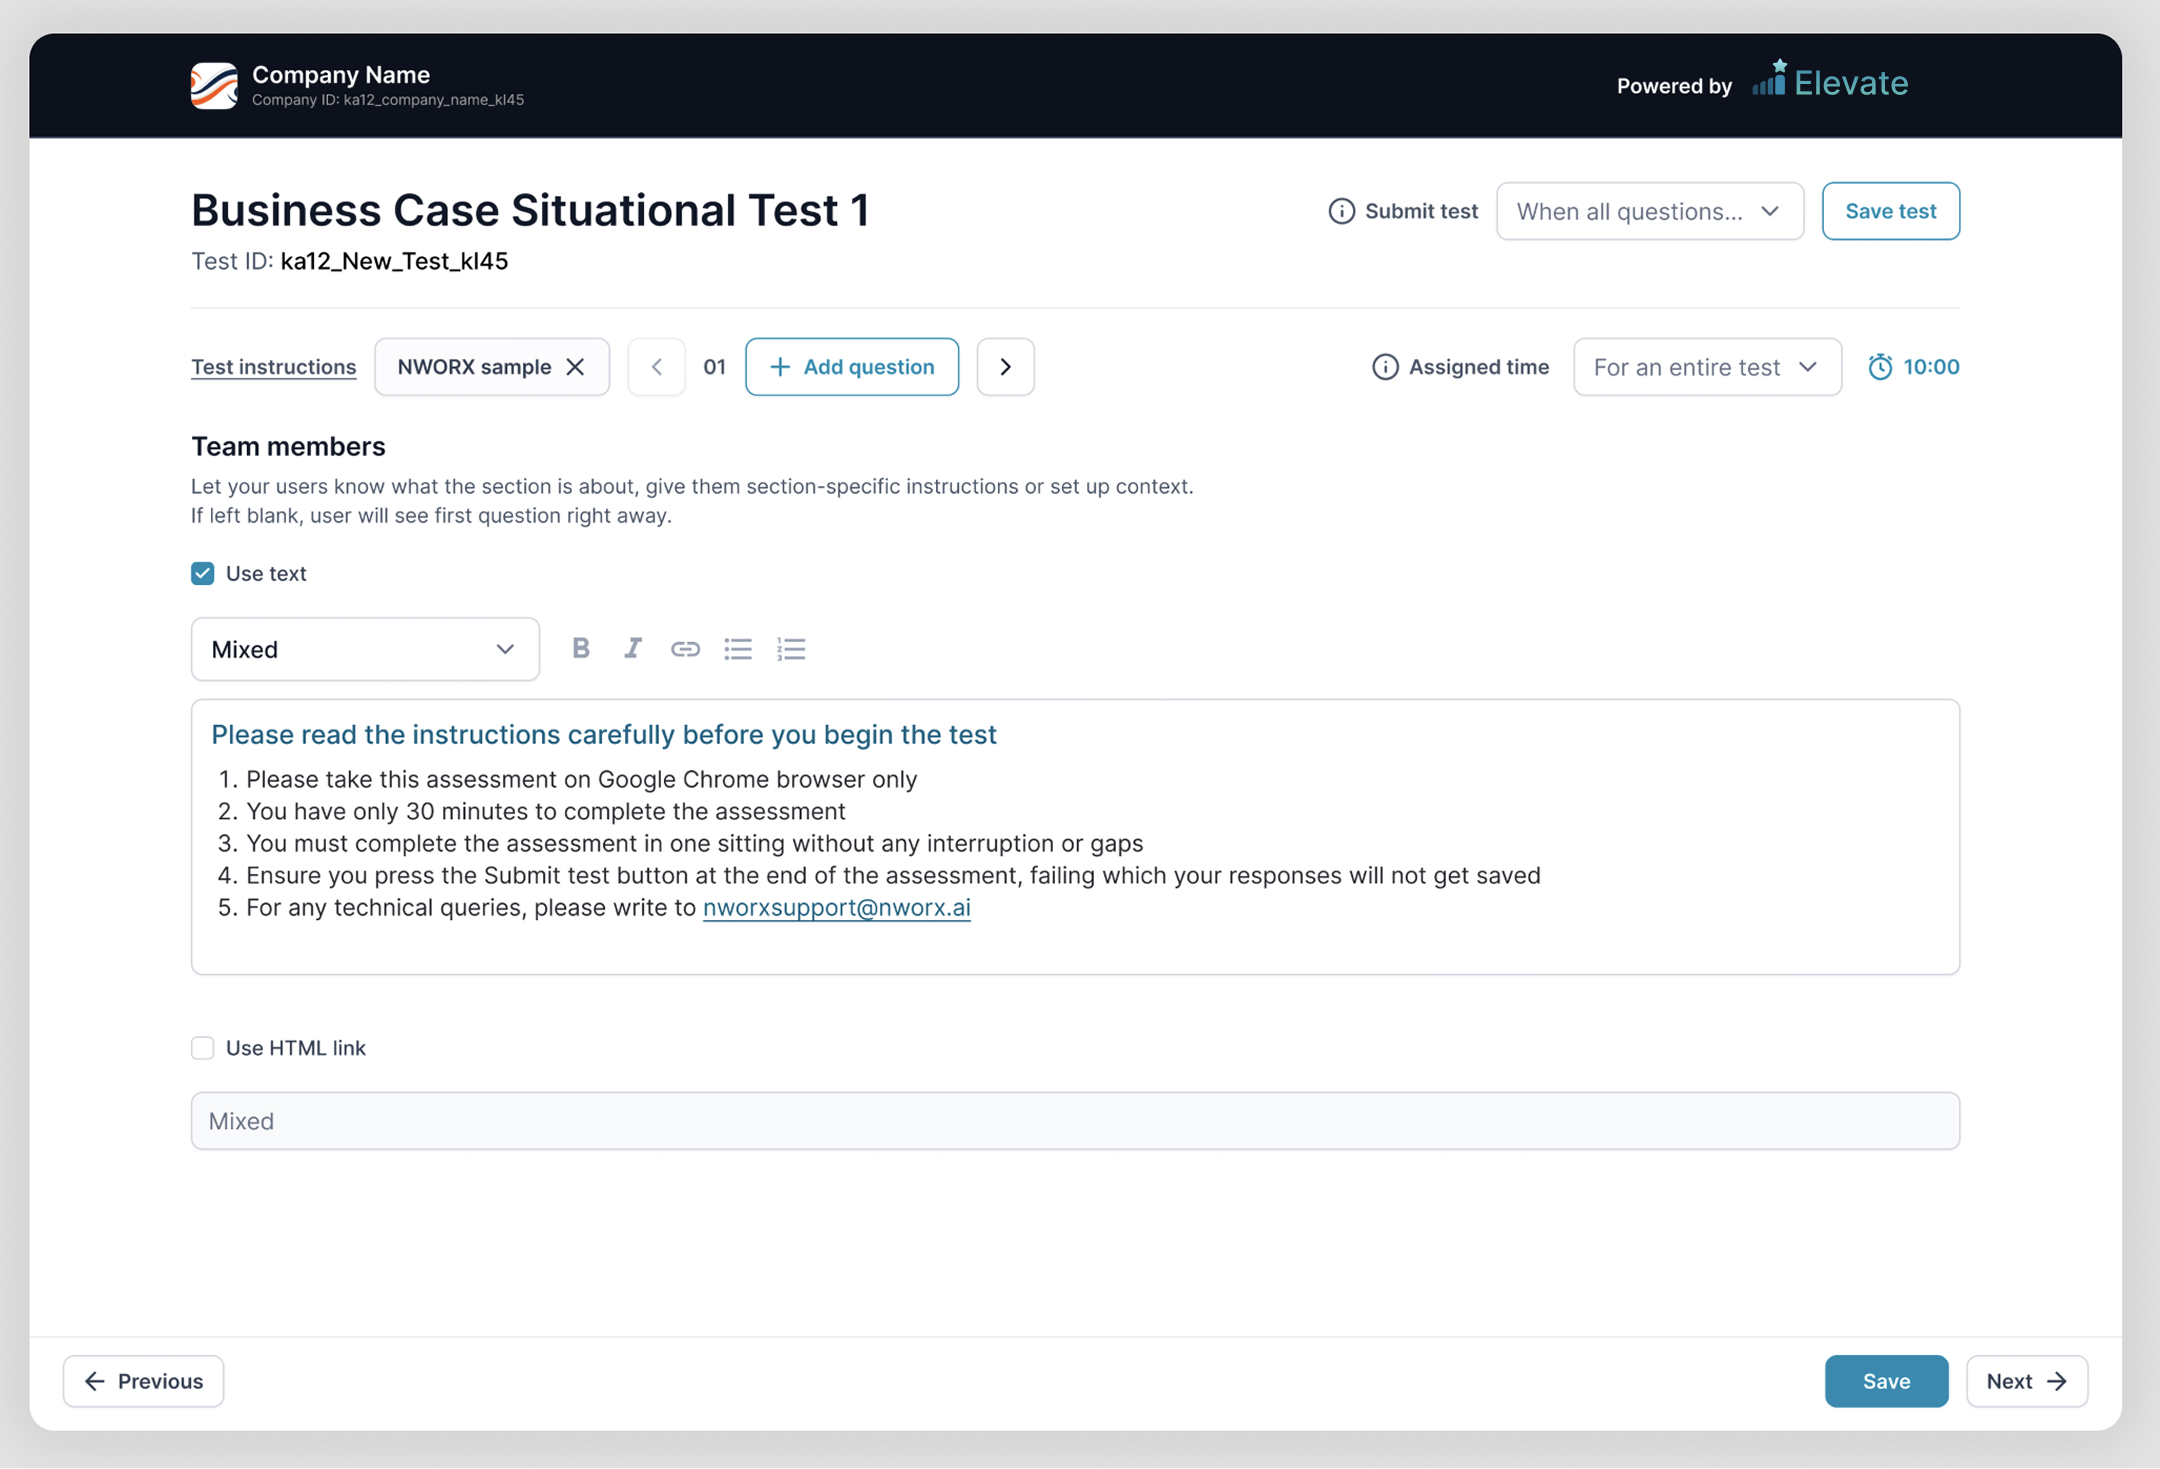 Company Name
Company ID: ka12_company_name_kl45
Powered by Elevate
Business Case Situational Test 1
Test ID: ka12_New_Test_kl45
Submit test
When all questions...
Save test
Test instructions
NWORX sample
01
Add question
Assigned time
For an entire test
10:00
Team members
Let your users know what the section is about, give them section-specific instructions or set up context.
If left blank, user will see first question right away.
Use text
Mixed
B I
Please read the instructions carefully before you begin the test
1. Please take this assessment on Google Chrome browser only
2. You have only 30 minutes to complete the assessment
3. You must complete the assessment in one sitting without any interruption or gaps
4. Ensure you press the Submit test button at the end of the assessment, failing which your responses will not get saved
5. For any technical queries, please write to nworxsupport@nworx.ai
Use HTML link
Mixed
Previous
Save
Next